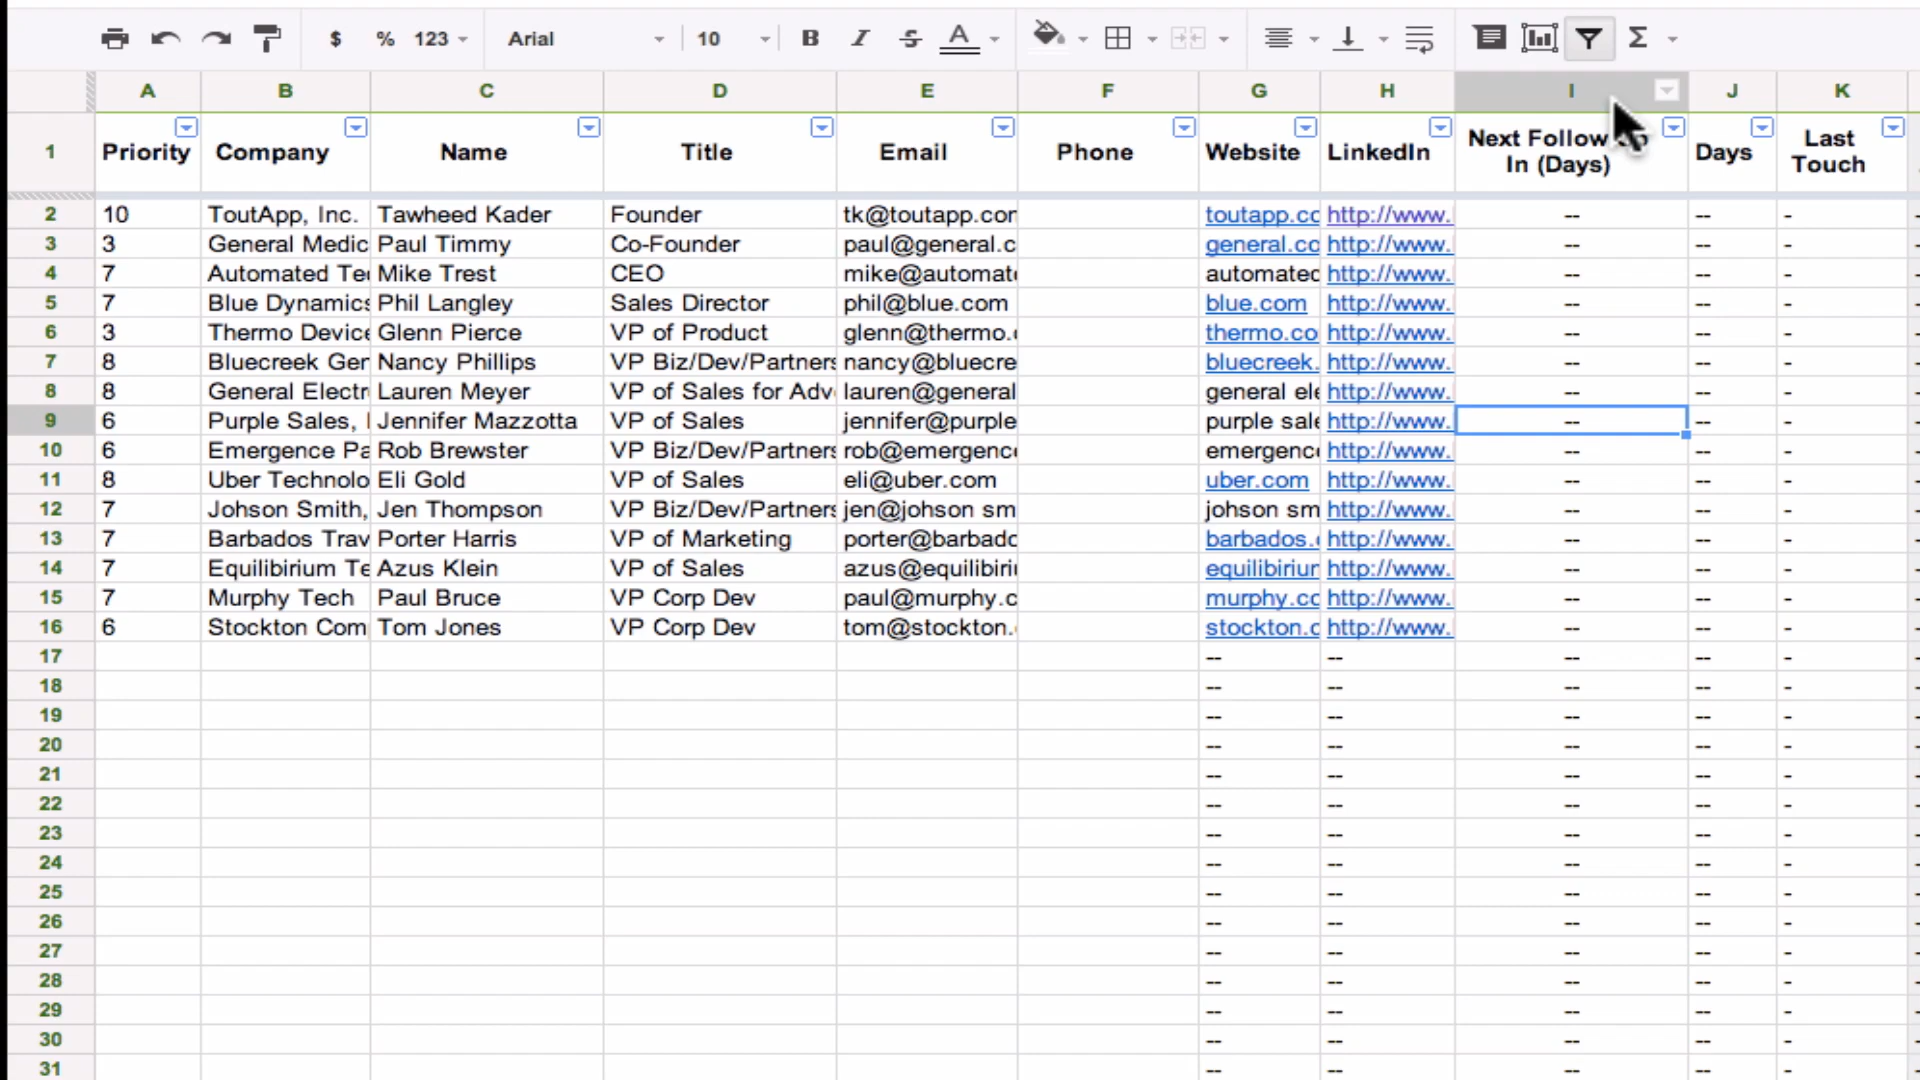 $ % 123 Arial 10 B I S A Σ
A B C D E F G H I J K
1 Priority Company Name Title Email Phone Website LinkedIn Next Follow In (Days) Days Last Touch
2 10 ToutApp, Inc. Tawheed Kader Founder tk@toutapp.com toutapp.co http://www. -- -- -
3 3 General Medic Paul Timmy Co-Founder paul@general.c general.co http://www. -- -- -
4 7 Automated Te Mike Trest CEO mike@automat automated http://www. -- -- -
5 7 Blue Dynamics Phil Langley Sales Director phil@blue.com blue.com http://www. -- -- -
6 3 Thermo Device Glenn Pierce VP of Product glenn@thermo. thermo.co http://www. -- -- -
7 8 Bluecreek Gen Nancy Phillips VP Biz/Dev/Partners nancy@bluecre bluecreek. http://www. -- -- -
8 8 General Electr Lauren Meyer VP of Sales for Adv lauren@general general ele http://www. -- -- -
9 6 Purple Sales, Jennifer Mazzotta VP of Sales jennifer@purple purple sale http://www. -- -- -
10 6 Emergence Pa Rob Brewster VP Biz/Dev/Partners rob@emergence emergence http://www. -- -- -
11 8 Uber Technolo Eli Gold VP of Sales eli@uber.com uber.com http://www. -- -- -
12 7 Johson Smith, Jen Thompson VP Biz/Dev/Partners jen@johson sm johson sm http://www. -- -- -
13 7 Barbados Trav Porter Harris VP of Marketing porter@barbado barbados. http://www. -- -- -
14 7 Equilibirium Te Azus Klein VP of Sales azus@equilibiri equilibiriur http://www. -- -- -
15 7 Murphy Tech Paul Bruce VP Corp Dev paul@murphy.c murphy.co http://www. -- -- -
16 6 Stockton Com Tom Jones VP Corp Dev tom@stockton. stockton.c http://www. -- -- -
17 -- -- -- -- -
18 -- -- -- -- -
19 -- -- -- -- -
20 -- -- -- -- -
21 -- -- -- -- -
22 -- -- -- -- -
23 -- -- -- -- -
24 -- -- -- -- -
25 -- -- -- -- -
26 -- -- -- -- -
27 -- -- -- -- -
28 -- -- -- -- -
29 -- -- -- -- -
30 -- -- -- -- -
31 -- -- -- -- -